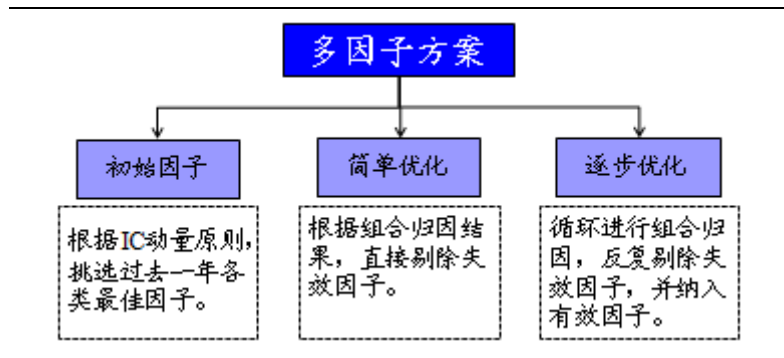 多因子方案
初始因子
简单优化
逐步优化
根据IC动量原则，
挑选过去一年各
类最佳因子。
根据组合归因结
果，直接剔除失
效因子。
循环进行组合归
因，反复剔除失
效因子，并纳入
有效因子。